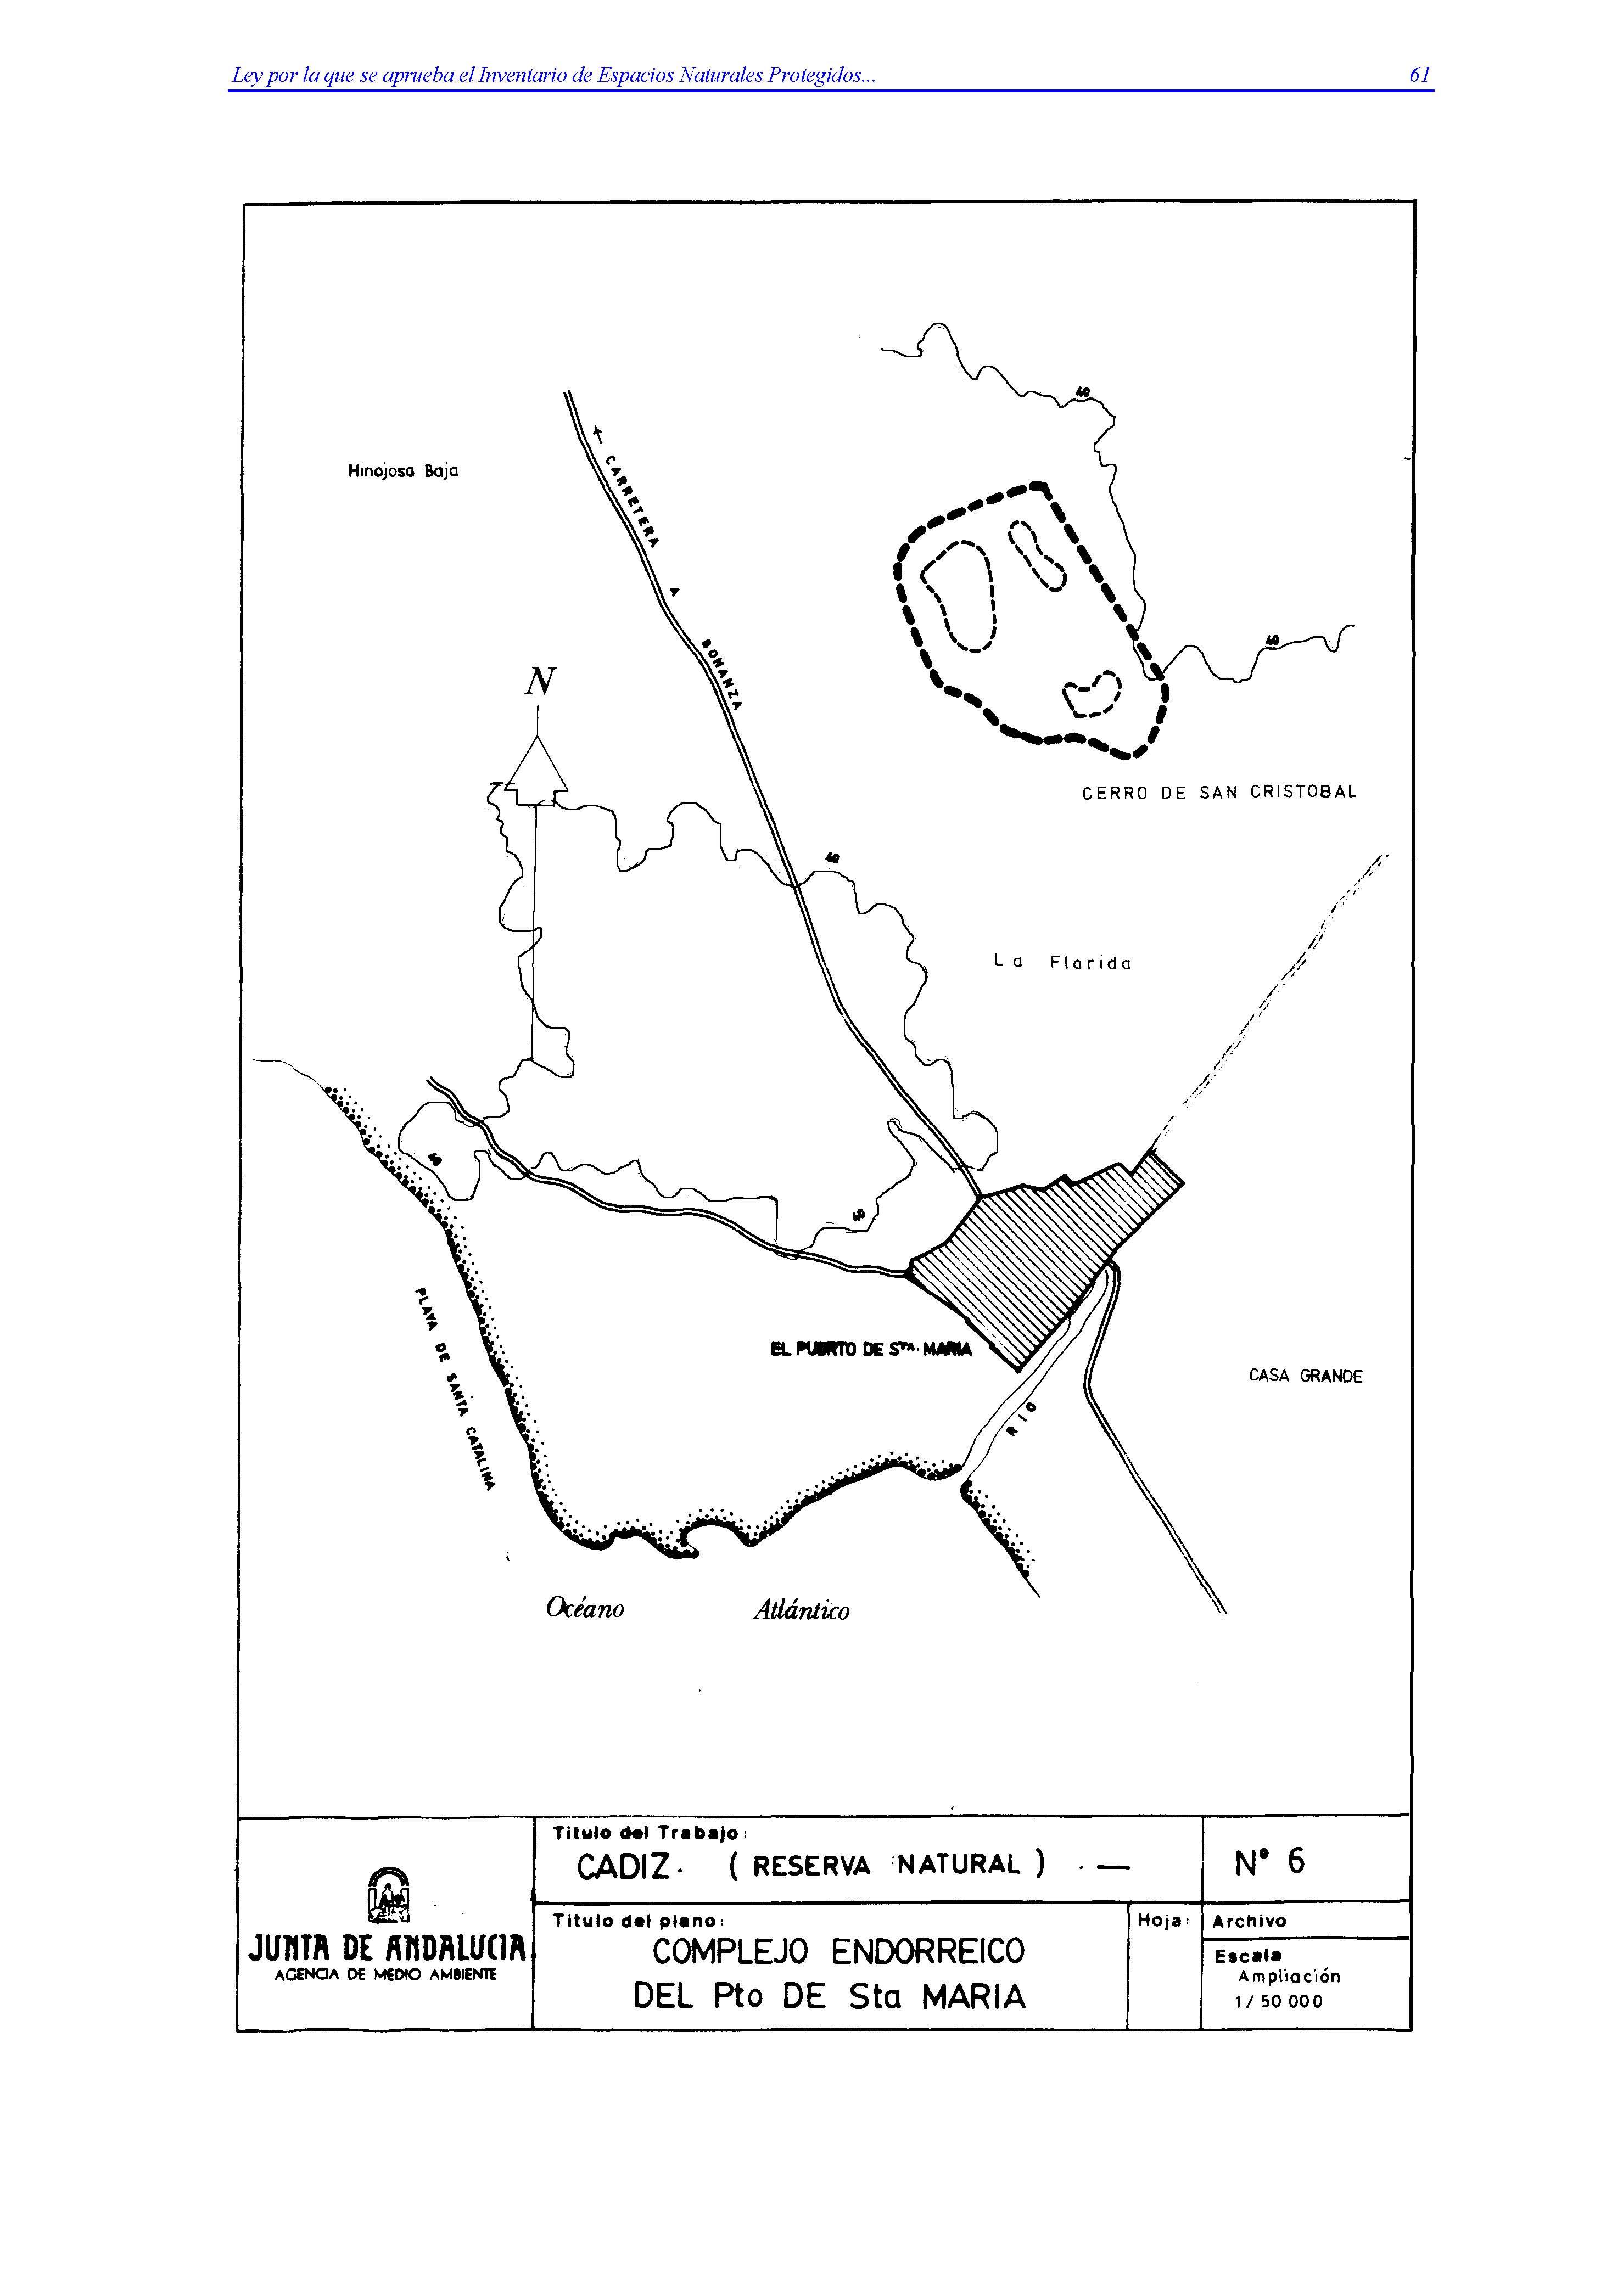 Ley por la que se aprueba el Inventario de Espacios Naturales Protegidos... 61
40
Hinojosa Baja
CARRETERA A BONANZA
40
N
CERRO DE SAN CRISTOBAL
40
La Florida
40
40
EL PUERTO DE Sta. MARIA
PLAYA DE SANTA CATALINA
CASA GRANDE
RIO
Océano Atlántico
Titulo del Trabajo:
CADIZ. ( RESERVA NATURAL ) . —
N° 6
JUNTA DE ANDALUCIA
AGENCIA DE MEDIO AMBIENTE
Titulo del plano:
COMPLEJO ENDORREICO
DEL Pto DE Sta MARIA
Hoja:
Archivo
Escala
Ampliación
1/ 50 000